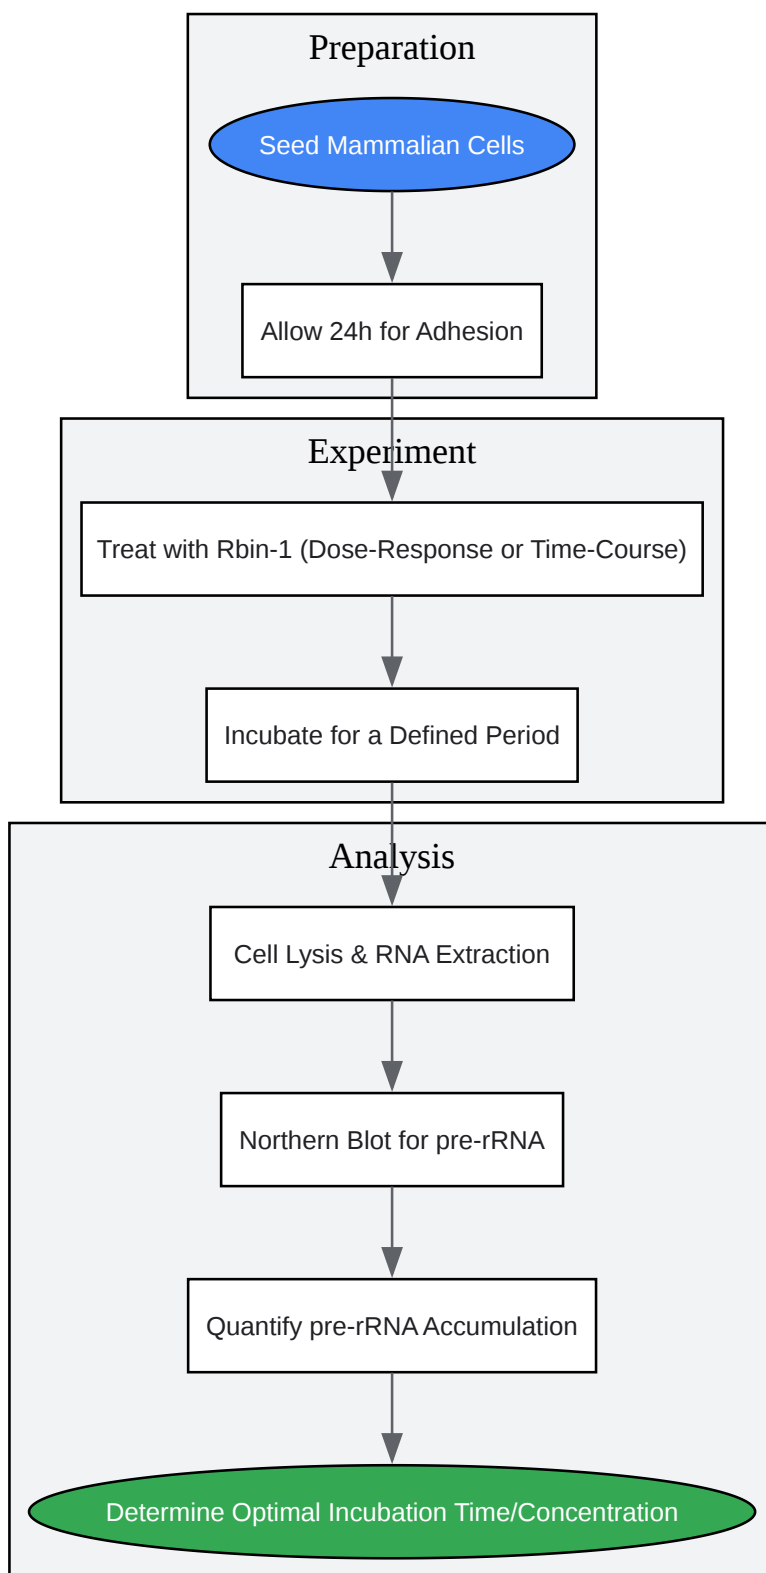 Preparation
Seed Mammalian Cells
Allow 24h for Adhesion
Experiment
Treat with Rbin-1 (Dose-Response or Time-Course)
Incubate for a Defined Period
Analysis
Cell Lysis & RNA Extraction
Northern Blot for pre-rRNA
Quantify pre-rRNA Accumulation
Determine Optimal Incubation Time/Concentration